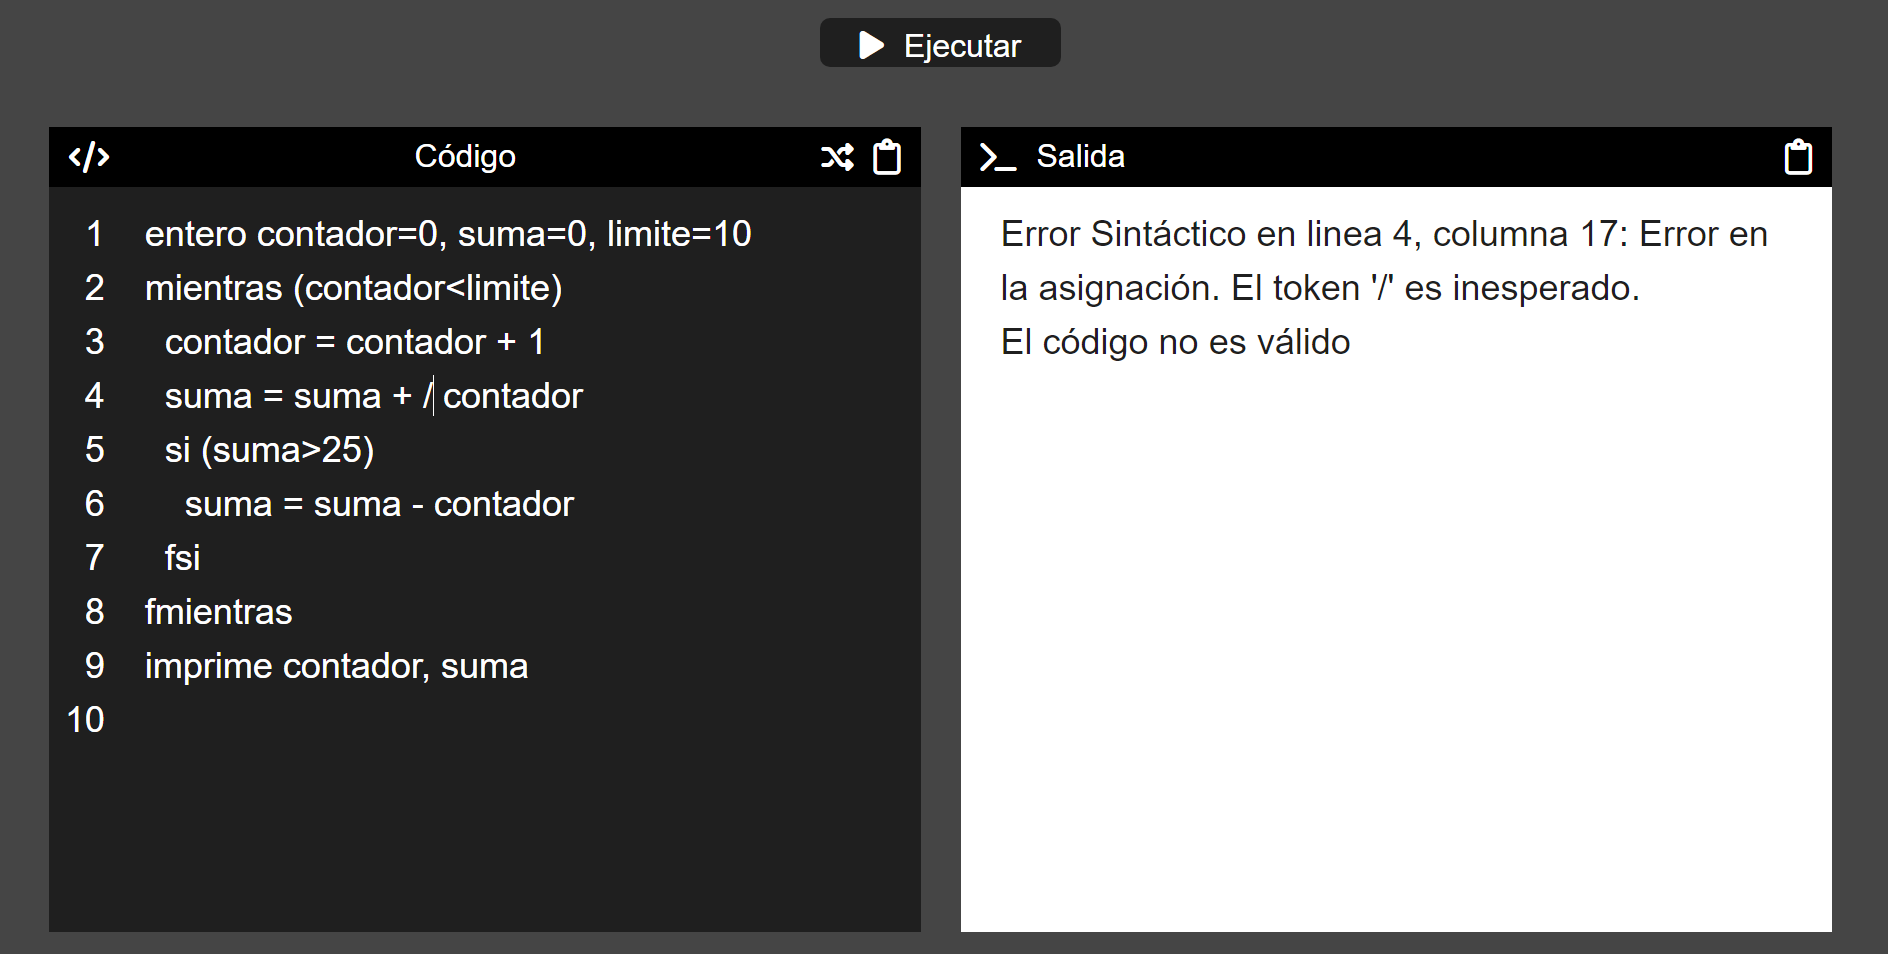 Ejecutar
</> Código
1 entero contador=0, suma=0, limite=10
2 mientras (contador<limite)
3 contador = contador + 1
4 suma = suma + / contador
5 si (suma>25)
6 suma = suma - contador
7 fsi
8 fmientras
9 imprime contador, suma
10
>_ Salida
Error Sintáctico en linea 4, columna 17: Error en
la asignación. El token '/' es inesperado.
El código no es válido